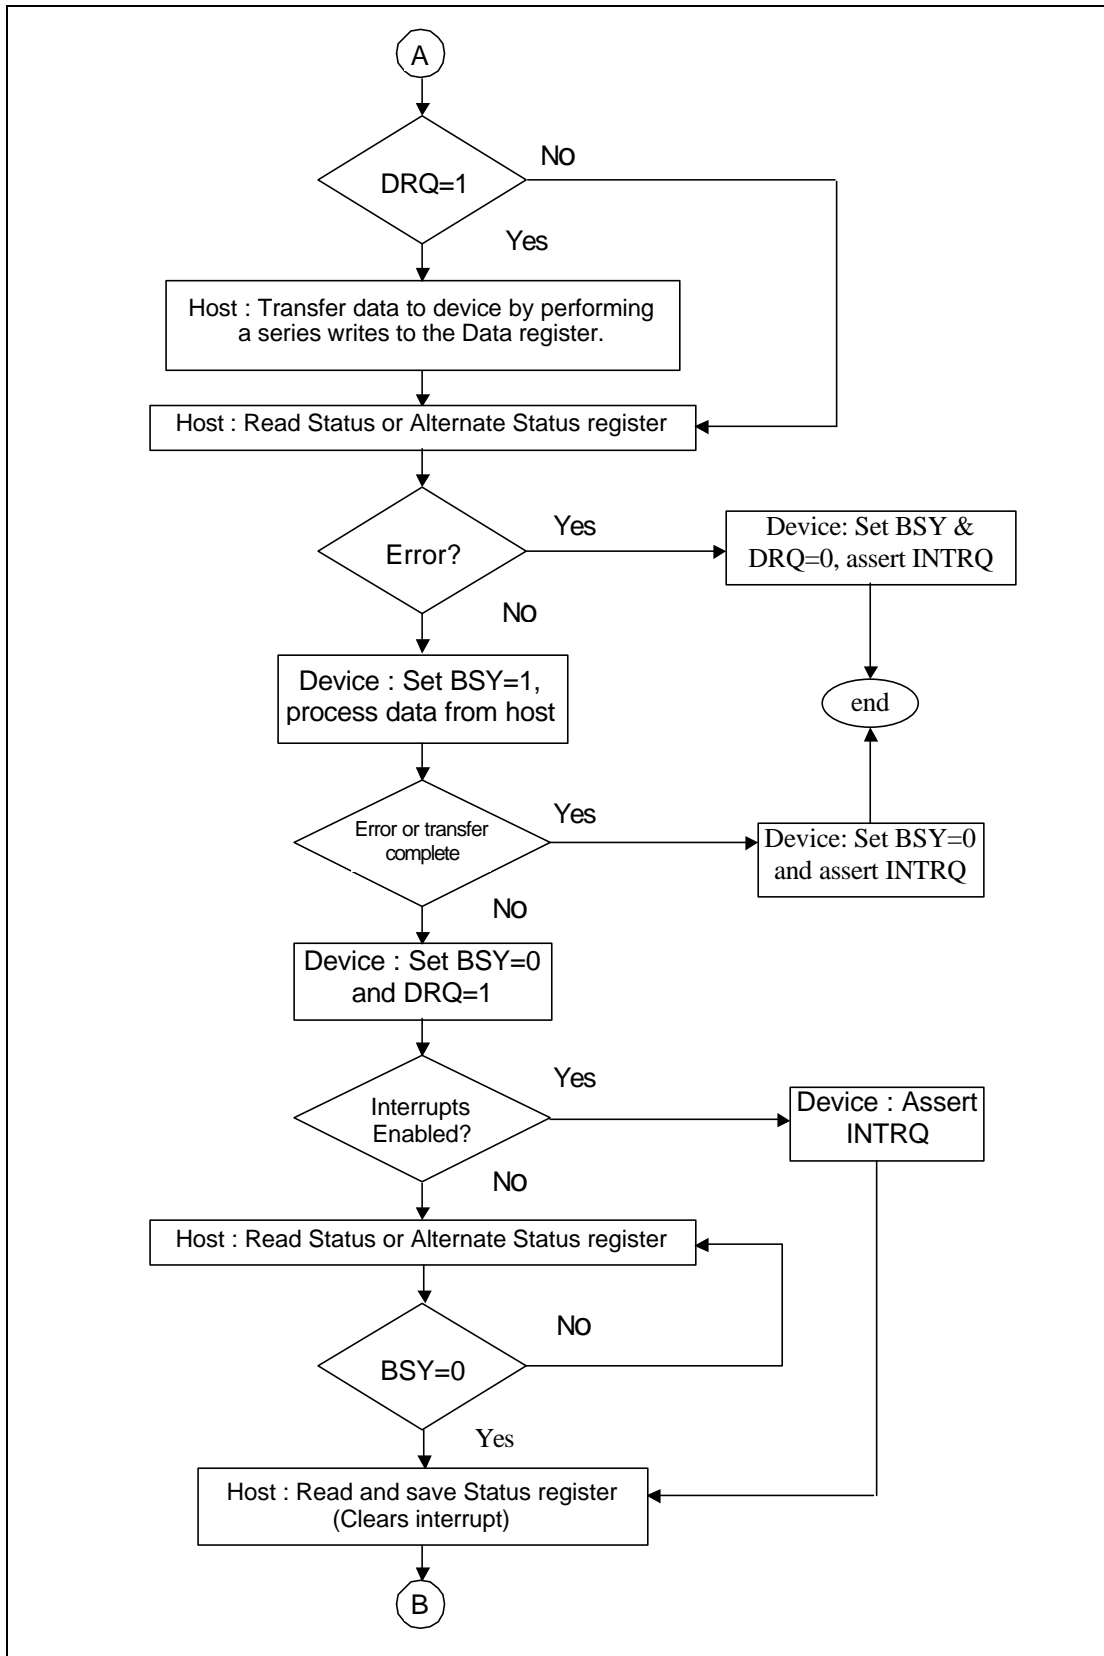 A
No
DRQ=1
Yes
Host : Transfer data to device by performing
a series writes to the Data register.
Host : Read Status or Alternate Status register
Yes
Device: Set BSY &
DRQ=0, assert INTRQ
Error?
No
Device : Set BSY=1,
process data from host
end
Yes
Error or transfer
complete
Device: Set BSY=0
and assert INTRQ
No
Device : Set BSY=0
and DRQ=1
Yes
Interrupts
Enabled?
Device : Assert
INTRQ
No
Host : Read Status or Alternate Status register
No
BSY=0
Yes
Host : Read and save Status register
(Clears interrupt)
B